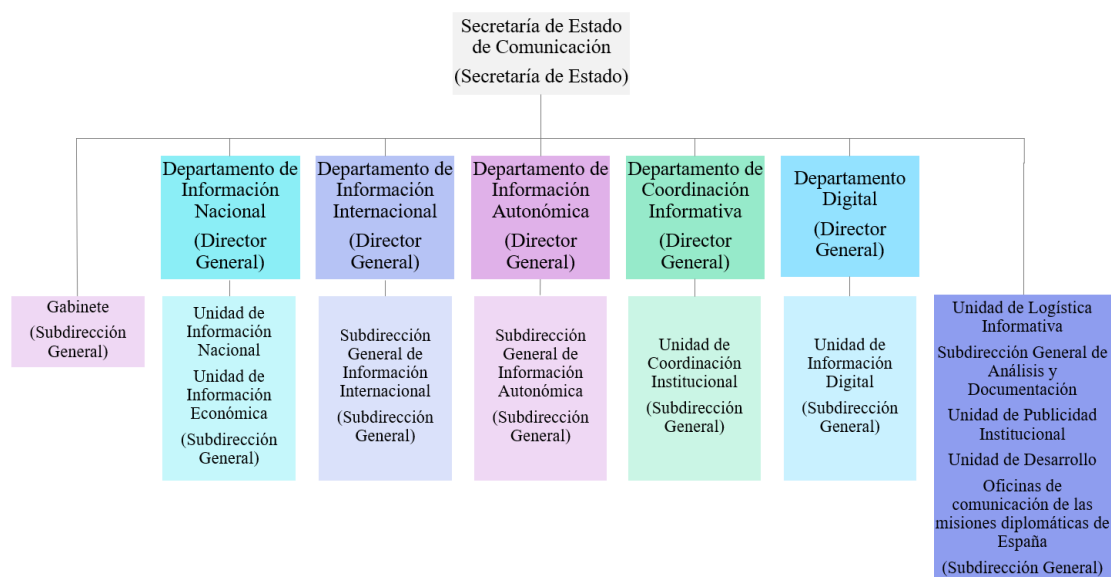 Secretaría de Estado
de Comunicación
(Secretaría de Estado)
Departamento de
Información
Nacional
(Director
General)
Departamento de
Información
Internacional
(Director
General)
Departamento de
Información
Autonómica
(Director
General)
Departamento de
Coordinación
Informativa
(Director
General)
Departamento
Digital
(Director
General)
Gabinete
(Subdirección
General)
Unidad de
Información
Nacional
Unidad de
Información
Económica
(Subdirección
General)
Subdirección
General de
Información
Internacional
(Subdirección
General)
Subdirección
General de
Información
Autonómica
(Subdirección
General)
Unidad de
Coordinación
Institucional
(Subdirección
General)
Unidad de
Información
Digital
(Subdirección
General)
Unidad de Logística
Informativa
Subdirección General de
Análisis y
Documentación
Unidad de Publicidad
Institucional
Unidad de Desarrollo
Oficinas de
comunicación de las
misiones diplomáticas de
España
(Subdirección General)